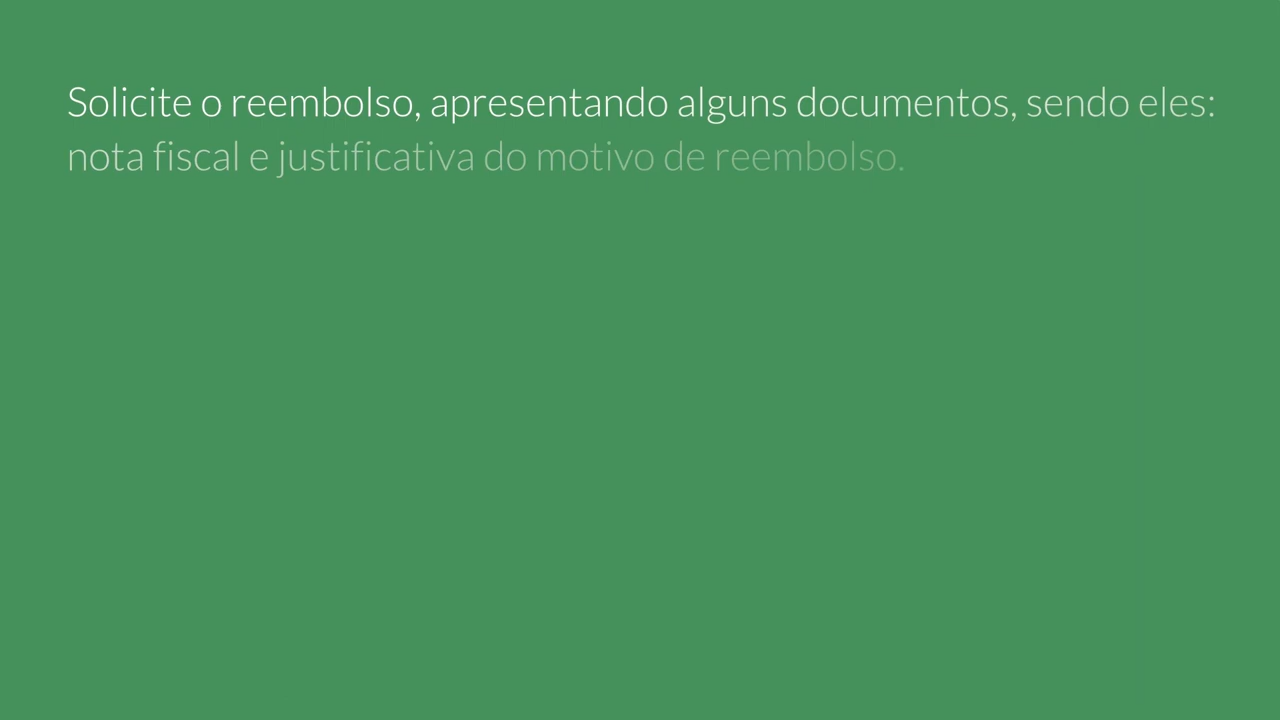 Solicite o reembolso, apresentando alguns documentos, sendo eles:
nota fiscal e justificativa do motivo de reembolso.